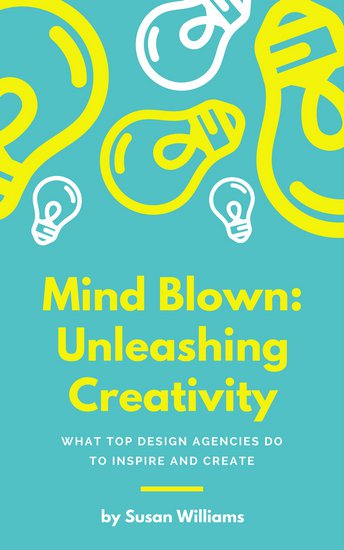 Mind Blown:
Unleashing
Creativity
WHAT TOP DESIGN AGENCIES DO
TO INSPIRE AND CREATE
by Susan Williams